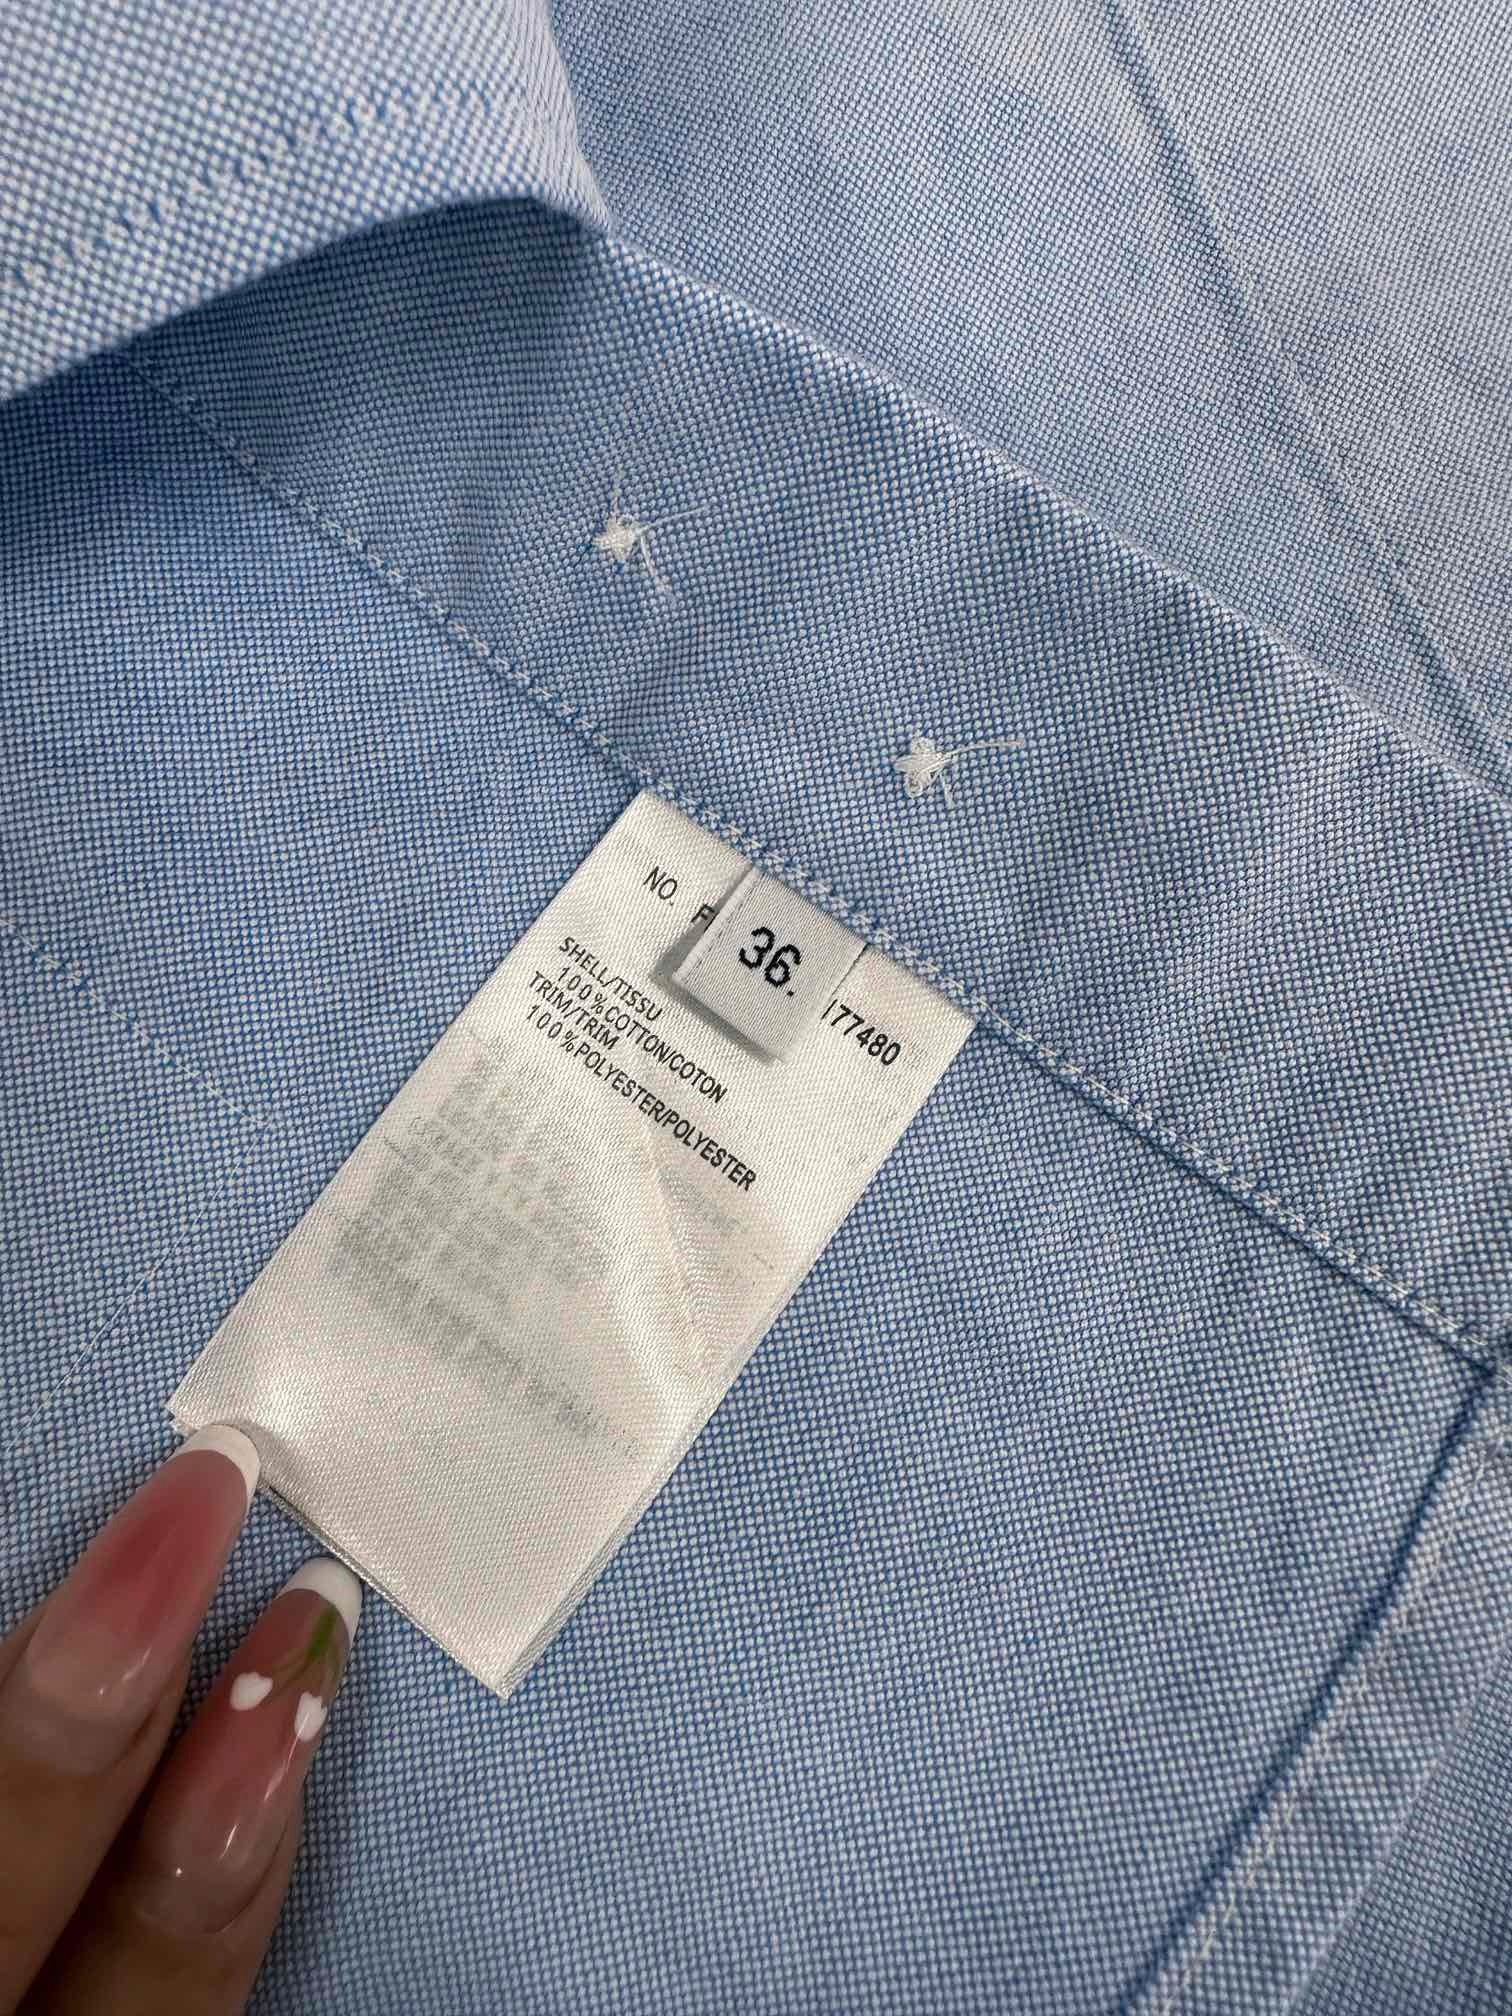 NO. F
36.
177480
SHELL/TISSU
100%COTTON/COTON
TRIM/TRIM
100%POLYESTER/POLYESTER